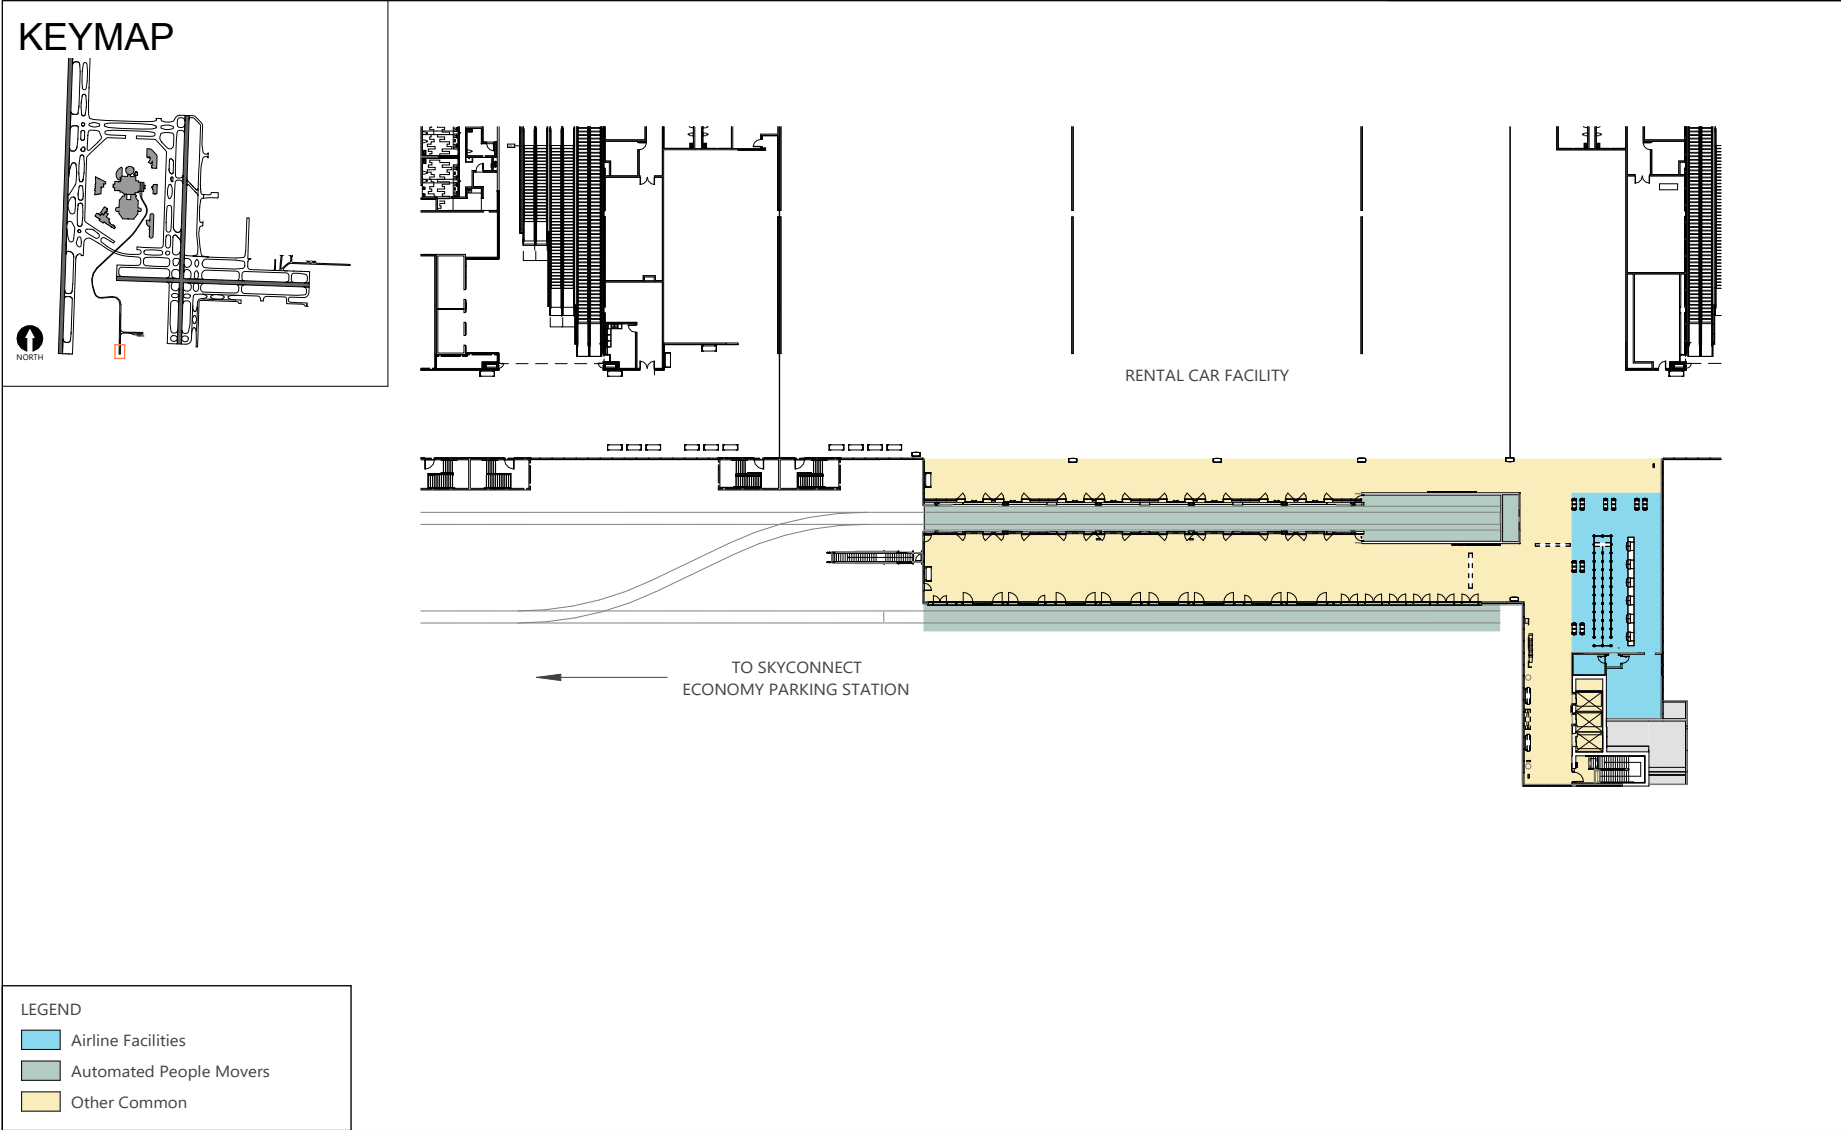 KEYMAP
NORTH
RENTAL CAR FACILITY
TO SKYCONNECT
ECONOMY PARKING STATION
LEGEND
Airline Facilities
Automated People Movers
Other Common